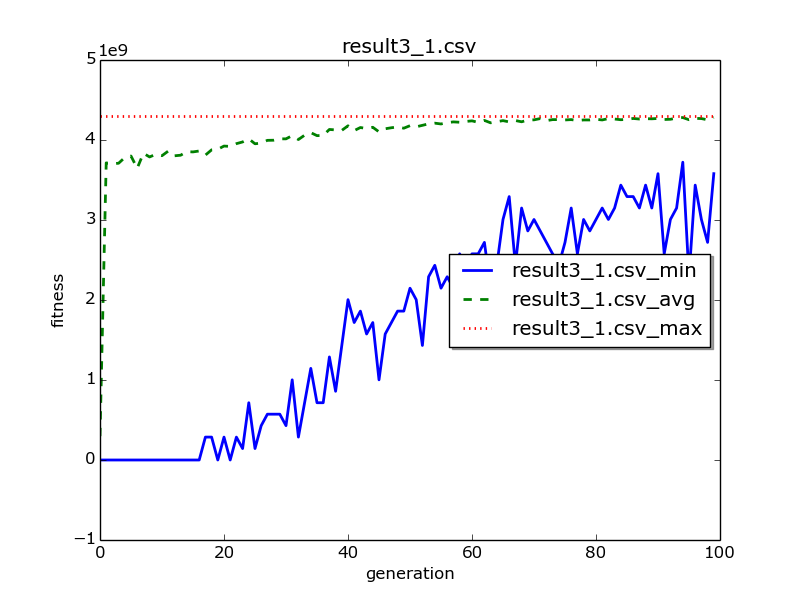 result3_1.csv
1e9
5
4
3
2
1
0
−1
fitness
result3_1.csv_min
result3_1.csv_avg
result3_1.csv_max
0 20 40 60 80 100
generation